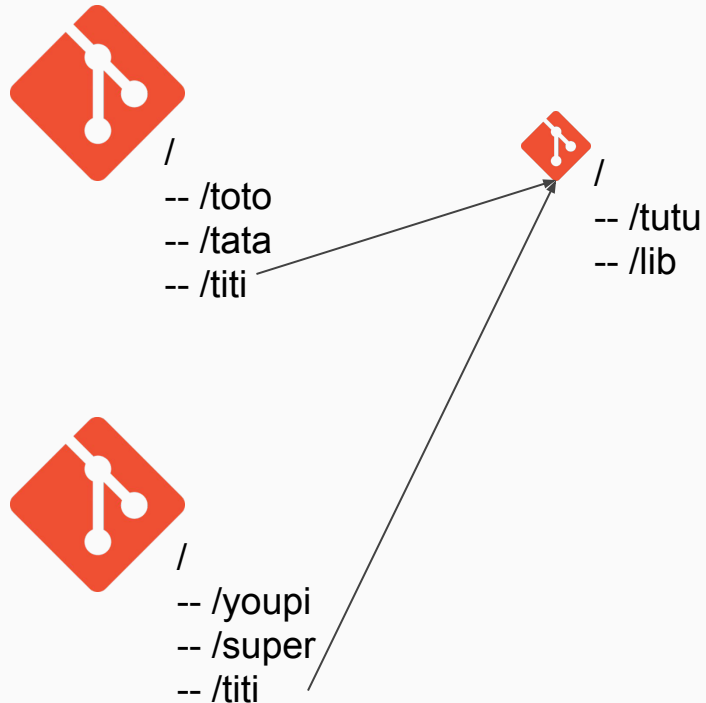 /
-- /toto
-- /tata
-- /titi
/
-- /tutu
-- /lib
/
-- /youpi
-- /super
-- /titi